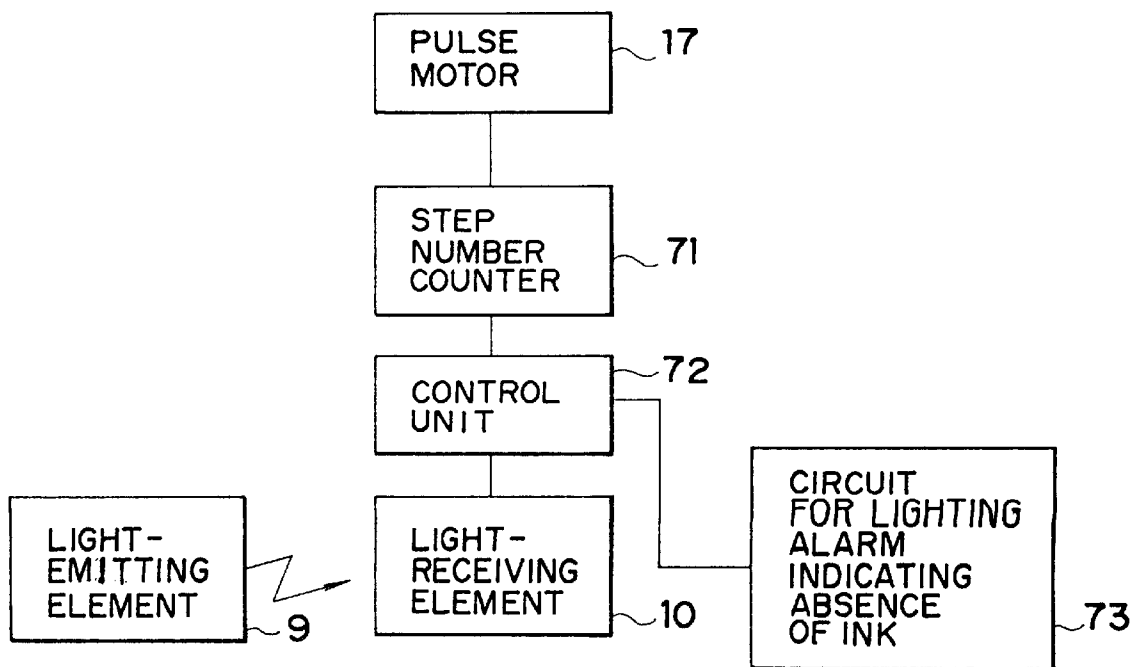 PULSE
MOTOR
17
STEP
NUMBER
COUNTER
71
CONTROL
UNIT
72
LIGHT-
EMITTING
ELEMENT
9
LIGHT-
RECEIVING
ELEMENT
10
CIRCUIT
FOR LIGHTING
ALARM
INDICATING
ABSENCE
OF INK
73